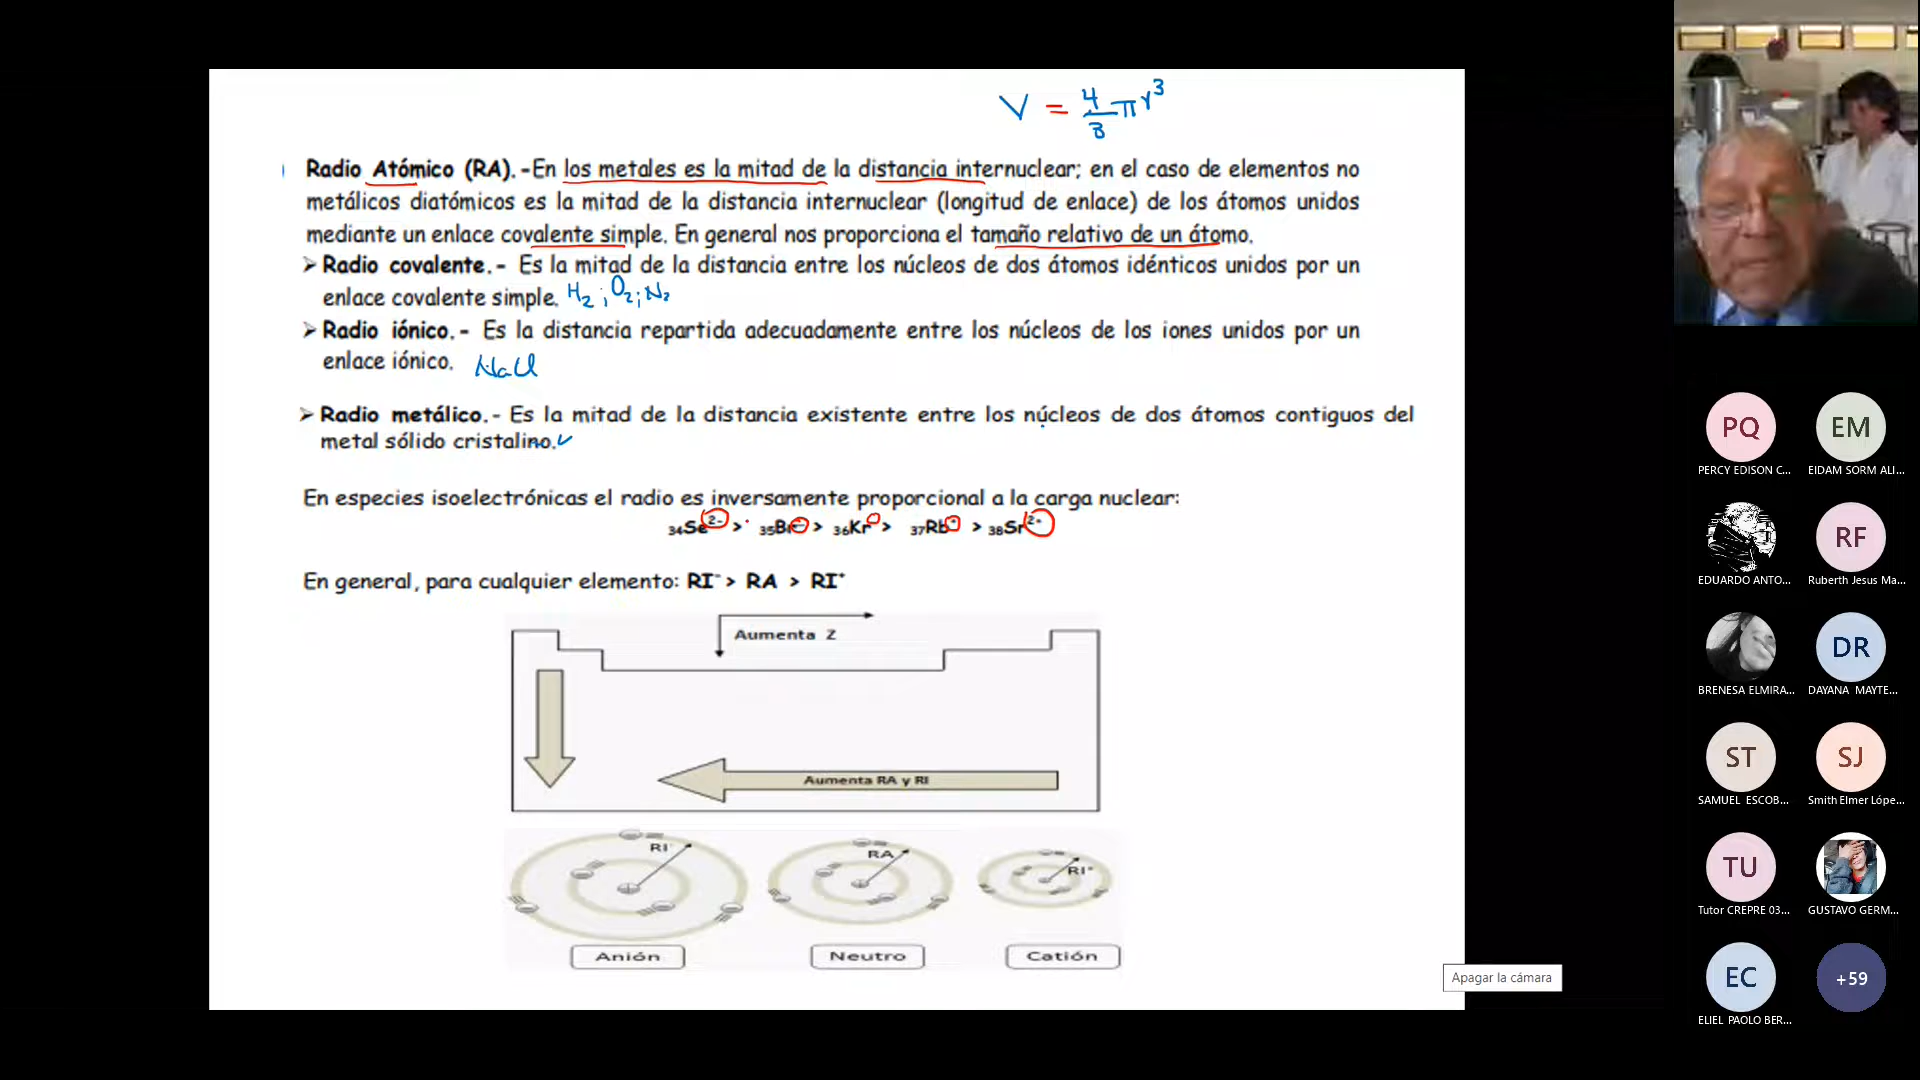 V = 4/3 πr³
Radio Atómico (RA). -En los metales es la mitad de la distancia internuclear; en el caso de elementos no
metálicos diatómicos es la mitad de la distancia internuclear (longitud de enlace) de los átomos unidos
mediante un enlace covalente simple. En general nos proporciona el tamaño relativo de un átomo.
➢ Radio covalente.- Es la mitad de la distancia entre los núcleos de dos átomos idénticos unidos por un
enlace covalente simple. H₂ ; O₂ ; N₂
➢ Radio iónico.- Es la distancia repartida adecuadamente entre los núcleos de los iones unidos por un
enlace iónico. NaCl
➢ Radio metálico.- Es la mitad de la distancia existente entre los núcleos de dos átomos contiguos del
metal sólido cristalino.
En especies isoelectrónicas el radio es inversamente proporcional a la carga nuclear:
₃₄Se²⁻ > ₃₅Br⁻ > ₃₆Kr > ₃₇Rb⁺ > ₃₈Sr²⁺
En general, para cualquier elemento: RI⁻ > RA > RI⁺
Aumenta Z
Aumenta RA y RI
RI⁻
RA
RI⁺
Anión
Neutro
Catión
Apagar la cámara
PQ
EM
PERCY EDISON C...
EIDAM SORM ALI...
RF
EDUARDO ANTO...
Ruberth Jesus Ma...
DR
BRENESA ELMIRA...
DAYANA MAYTE...
ST
SJ
SAMUEL ESCOB...
Smith Elmer Lópe...
TU
Tutor CREPRE 03...
GUSTAVO GERM...
EC
+59
ELIEL PAOLO BER...